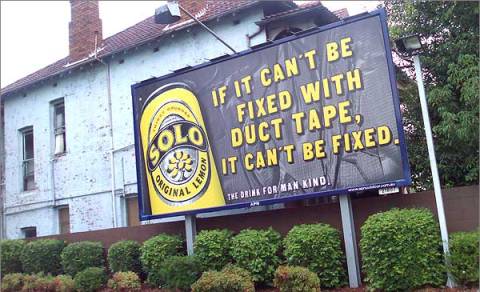 IF IT CAN'T BE
FIXED WITH
DUCT TAPE,
IT CAN'T BE FIXED.
THE DRINK FOR MAN KIND.
SOLO
ORIGINAL LEMON
APN